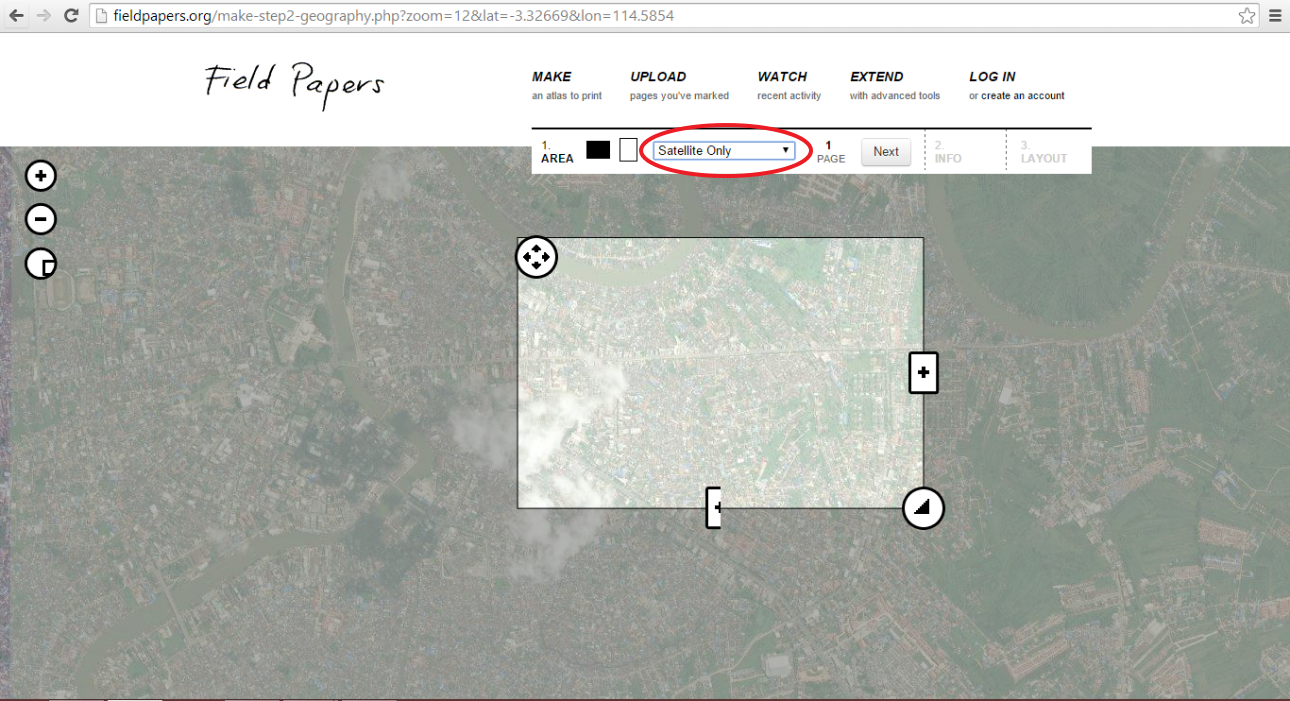 fieldpapers.org/make-step2-geography.php?zoom=12&lat=-3.32669&lon=114.5854
Field Papers
MAKE UPLOAD WATCH EXTEND LOG IN
an atlas to print pages you've marked recent activity with advanced tools or create an account
1. AREA Satellite Only 1 PAGE Next 2. INFO 3. LAYOUT